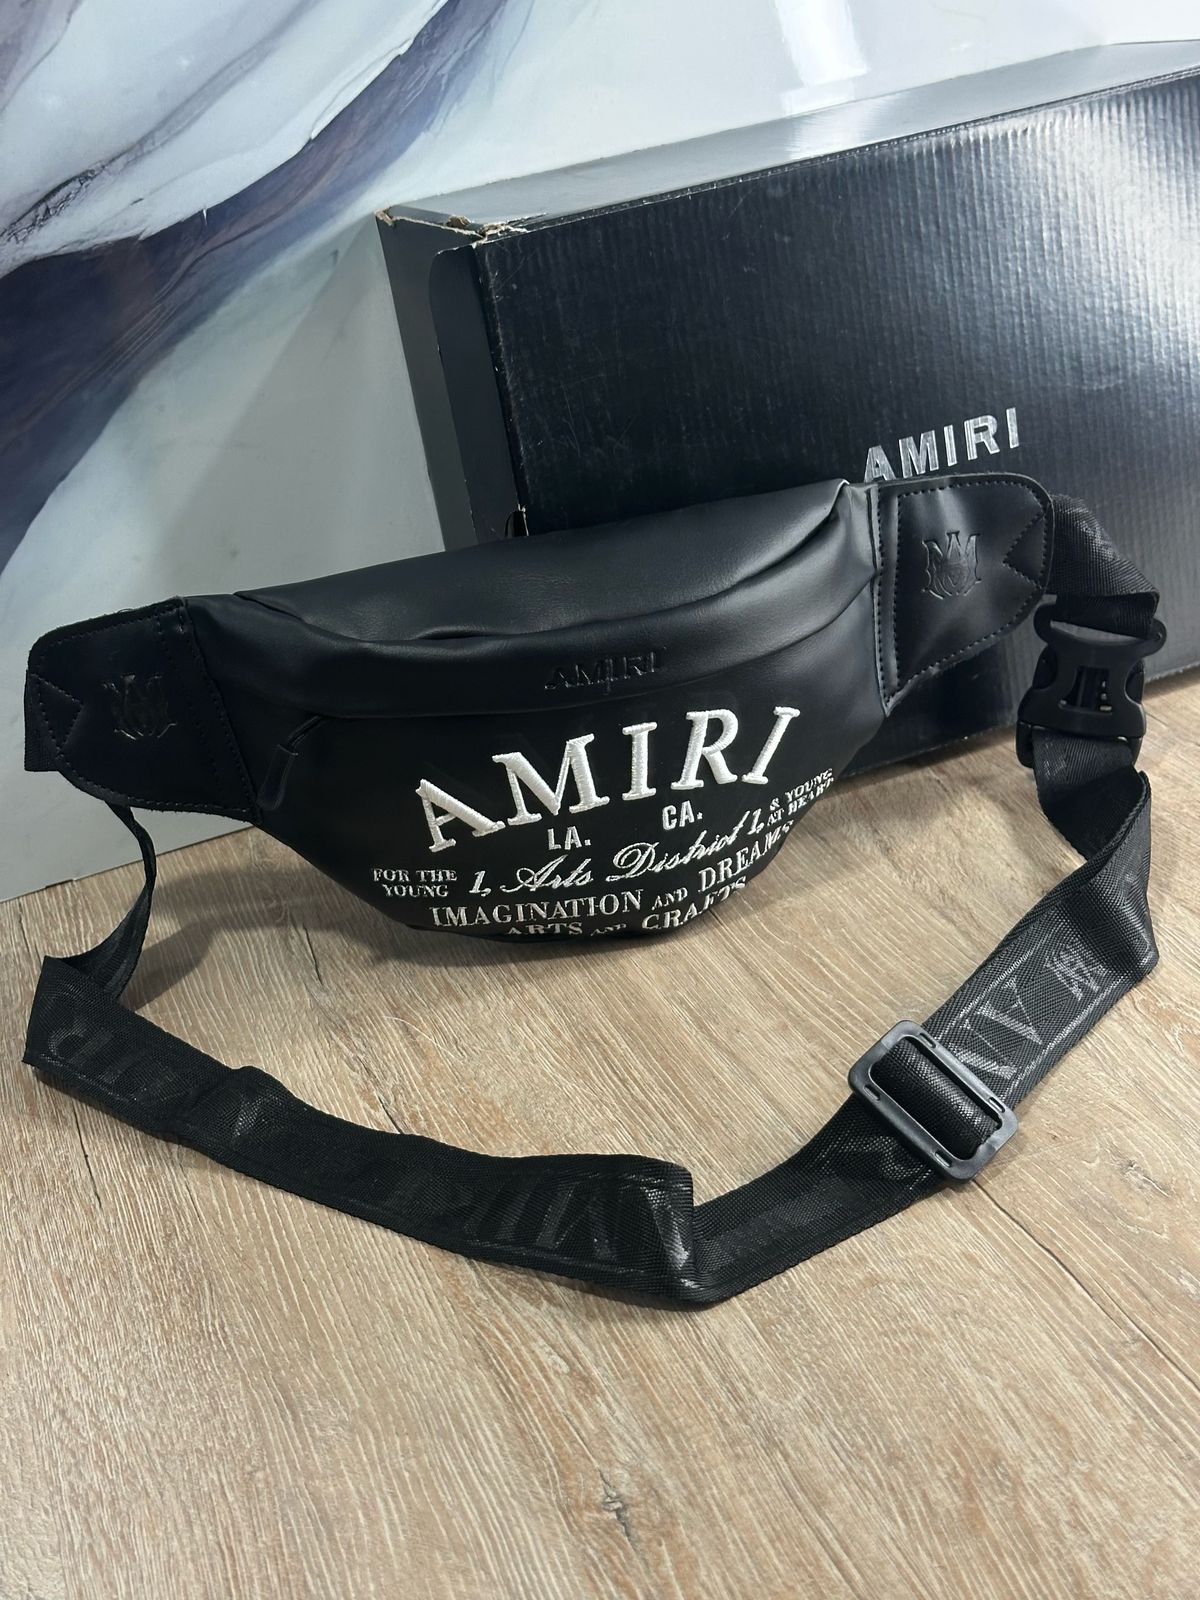 AMIRI
AMIRI
AMIRI
LA. CA.
FOR THE YOUNG 1, Arts District 1, & YOUNG AT HEART
IMAGINATION AND DREAMS
ARTS AND CRAFTS